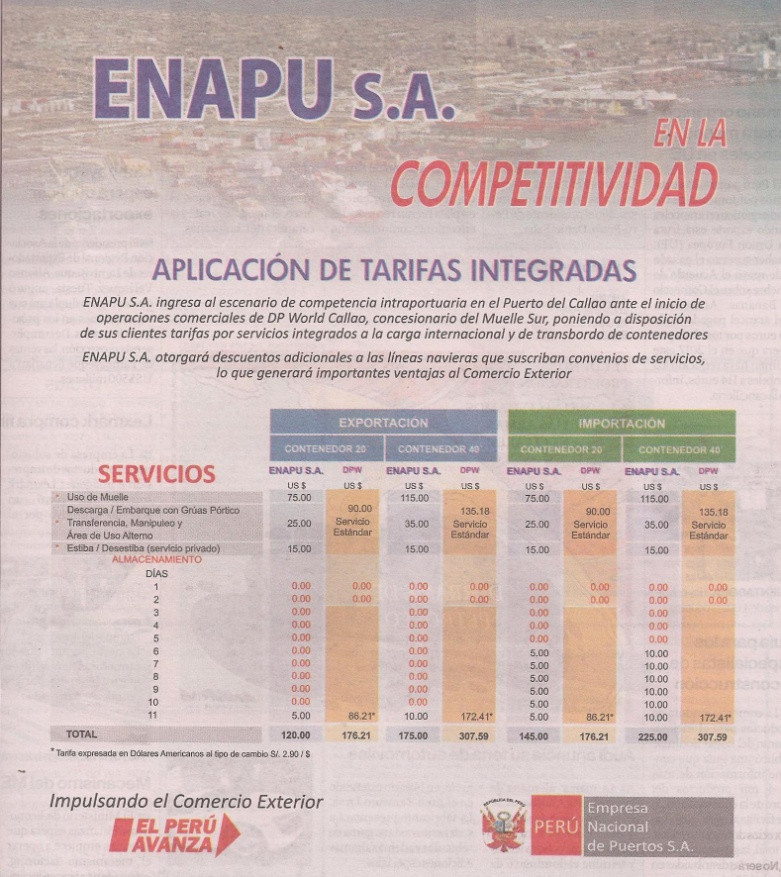 ENAPU S.A.
EN LA
COMPETITIVIDAD
APLICACIÓN DE TARIFAS INTEGRADAS
ENAPU S.A. ingresa al escenario de competencia intraportuaria en el Puerto del Callao ante el inicio de
operaciones comerciales de DP World Callao, concesionario del Muelle Sur, poniendo a disposición
de sus clientes tarifas por servicios integrados a la carga internacional y de transbordo de contenedores
ENAPU S.A. otorgará descuentos adicionales a las líneas navieras que suscriban convenios de servicios,
lo que generará importantes ventajas al Comercio Exterior
EXPORTACIÓN IMPORTACIÓN
CONTENEDOR 20´ CONTENEDOR 40´ CONTENEDOR 20´ CONTENEDOR 40´
SERVICIOS ENAPU S.A. DPW ENAPU S.A. DPW ENAPU S.A. DPW ENAPU S.A. DPW
US $ US $ US $ US $ US $ US $ US $ US $
- Uso de Muelle 75.00 115.00 75.00 115.00
Descarga / Embarque con Grúas Pórtico 90.00 135.18 90.00 135.18
- Transferencia, Manipuleo y 25.00 Servicio 35.00 Servicio 25.00 Servicio 35.00 Servicio
Área de Uso Alterno Estándar Estándar Estándar Estándar
- Estiba / Desestiba (servicio privado) 15.00 15.00 15.00 15.00
ALMACENAMIENTO
DÍAS
1 0.00 0.00 0.00 0.00 0.00 0.00 0.00 0.00
2 0.00 0.00 0.00 0.00 0.00 0.00 0.00 0.00
3 0.00 0.00 0.00 0.00
4 0.00 0.00 0.00 0.00
5 0.00 0.00 0.00 0.00
6 0.00 0.00 5.00 10.00
7 0.00 0.00 5.00 10.00
8 0.00 0.00 5.00 10.00
9 0.00 0.00 5.00 10.00
10 0.00 0.00 5.00 10.00
11 5.00 86.21* 10.00 172.41* 5.00 86.21* 10.00 172.41*
TOTAL 120.00 176.21 175.00 307.59 145.00 176.21 225.00 307.59
* Tarifa expresada en Dólares Americanos al tipo de cambio S/. 2.90 / $
Impulsando el Comercio Exterior
EL PERÚ
AVANZA
REPÚBLICA DEL PERÚ
PERÚ
Empresa
Nacional
de Puertos S.A.